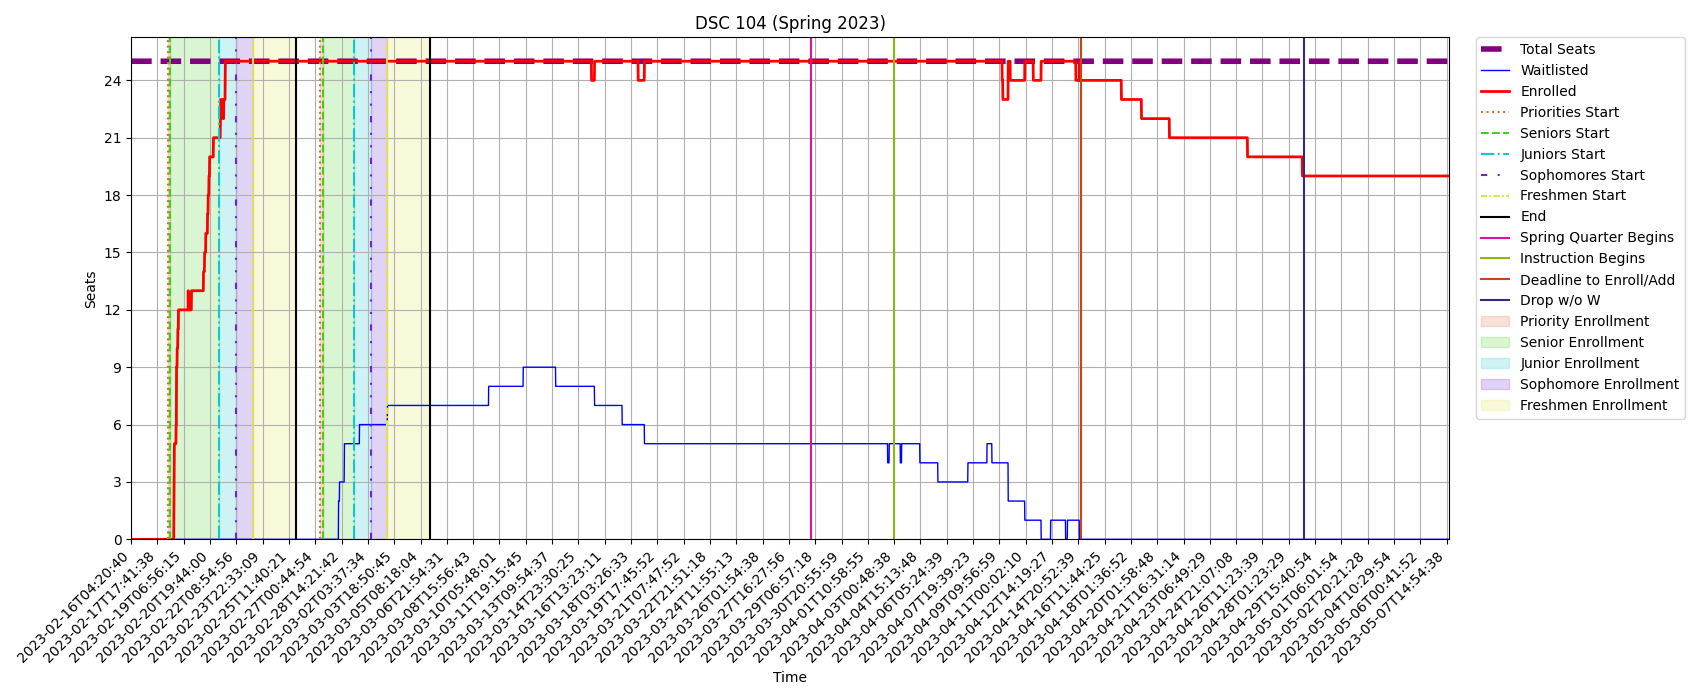 DSC 104 (Spring 2023)
Seats
24
21
18
15
12
9
6
3
0
2023-02-16T04:20:40
2023-02-17T17:41:38
2023-02-19T06:56:15
2023-02-20T19:44:00
2023-02-22T08:54:56
2023-02-23T22:33:09
2023-02-25T11:40:21
2023-02-27T00:44:54
2023-02-28T14:21:42
2023-03-02T03:37:34
2023-03-03T18:50:45
2023-03-05T08:18:04
2023-03-06T21:54:31
2023-03-08T15:56:43
2023-03-10T05:48:01
2023-03-11T19:15:45
2023-03-13T09:54:37
2023-03-14T23:30:25
2023-03-16T13:23:11
2023-03-18T03:26:33
2023-03-19T17:45:52
2023-03-21T07:47:52
2023-03-22T21:51:18
2023-03-24T11:55:13
2023-03-26T01:54:38
2023-03-27T16:27:56
2023-03-29T06:57:18
2023-03-30T20:55:59
2023-04-01T10:58:55
2023-04-03T00:48:38
2023-04-04T15:13:48
2023-04-06T05:24:39
2023-04-07T19:39:23
2023-04-09T09:56:59
2023-04-11T00:02:10
2023-04-12T14:19:27
2023-04-14T20:52:39
2023-04-16T11:44:25
2023-04-18T01:36:52
2023-04-20T01:58:48
2023-04-21T16:31:14
2023-04-23T06:49:29
2023-04-24T21:07:08
2023-04-26T11:23:39
2023-04-28T01:23:29
2023-04-29T15:40:54
2023-05-01T06:01:54
2023-05-02T20:21:28
2023-05-04T10:29:54
2023-05-06T00:41:52
2023-05-07T14:54:38
Time
Total Seats
Waitlisted
Enrolled
Priorities Start
Seniors Start
Juniors Start
Sophomores Start
Freshmen Start
End
Spring Quarter Begins
Instruction Begins
Deadline to Enroll/Add
Drop w/o W
Priority Enrollment
Senior Enrollment
Junior Enrollment
Sophomore Enrollment
Freshmen Enrollment